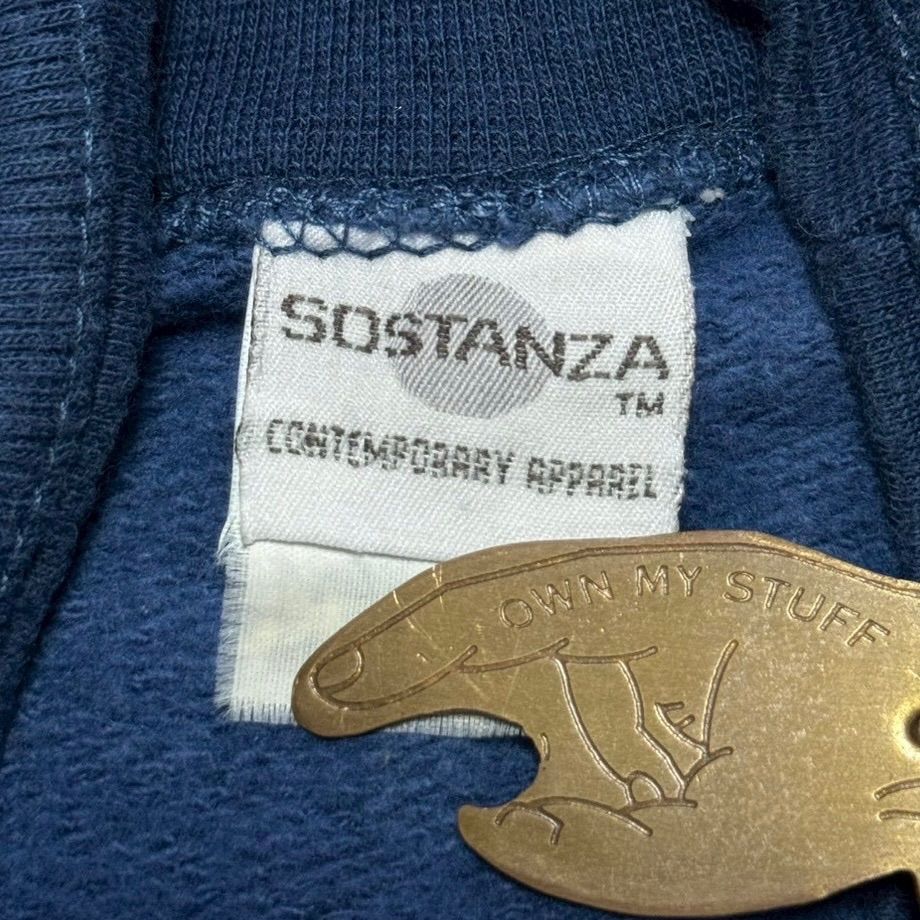 SOSTANZA
TM
CONTEMPORARY APPAREL
OWN MY STUFF